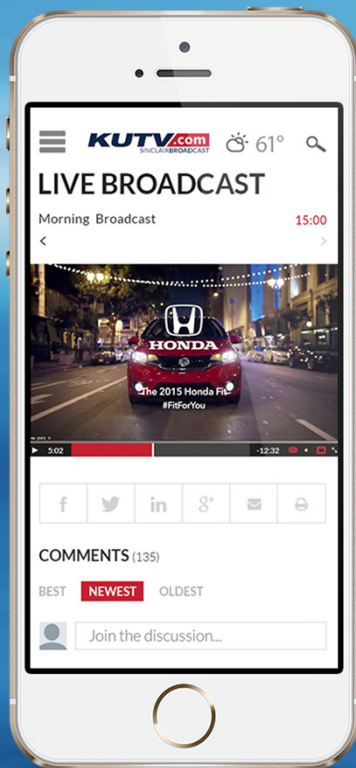 KUTV.com
SINCLAIRBROADCAST
61°
LIVE BROADCAST
Morning Broadcast
15:00
HONDA
The 2015 Honda Fit
#FitForYou
5:02
-12:32
f
in
g+
COMMENTS (135)
BEST
NEWEST
OLDEST
Join the discussion...